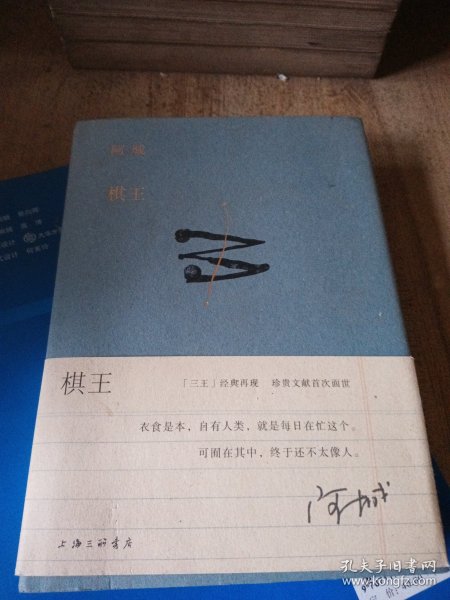 阿城
棋王
棋王
「三王」经典再现 珍贵文献首次面世
衣食是本，自有人类，就是每日在忙这个。
可囿在其中，终于还不太像人。
阿城
上海三联书店
孔夫子旧书网